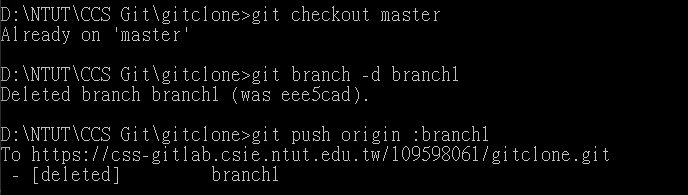 D:\NTUT\CCS Git\gitclone>git checkout master
Already on 'master'
D:\NTUT\CCS Git\gitclone>git branch -d branch1
Deleted branch branch1 (was eee5cad).
D:\NTUT\CCS Git\gitclone>git push origin :branch1
To https://css-gitlab.csie.ntut.edu.tw/109598061/gitclone.git
 - [deleted]         branch1